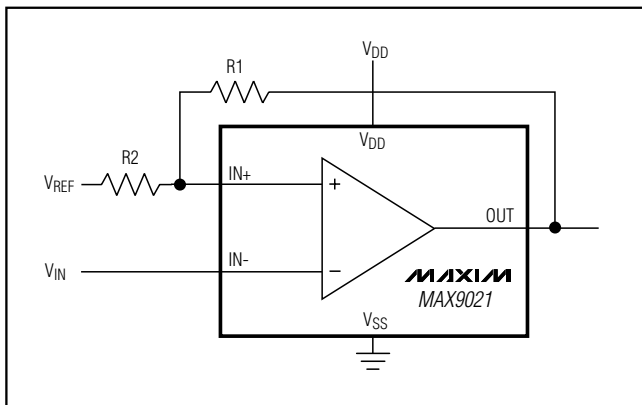 VDD
R1
VDD
R2
VREF
IN+
+
OUT
VIN
IN-
−
MAXIM
MAX9021
VSS